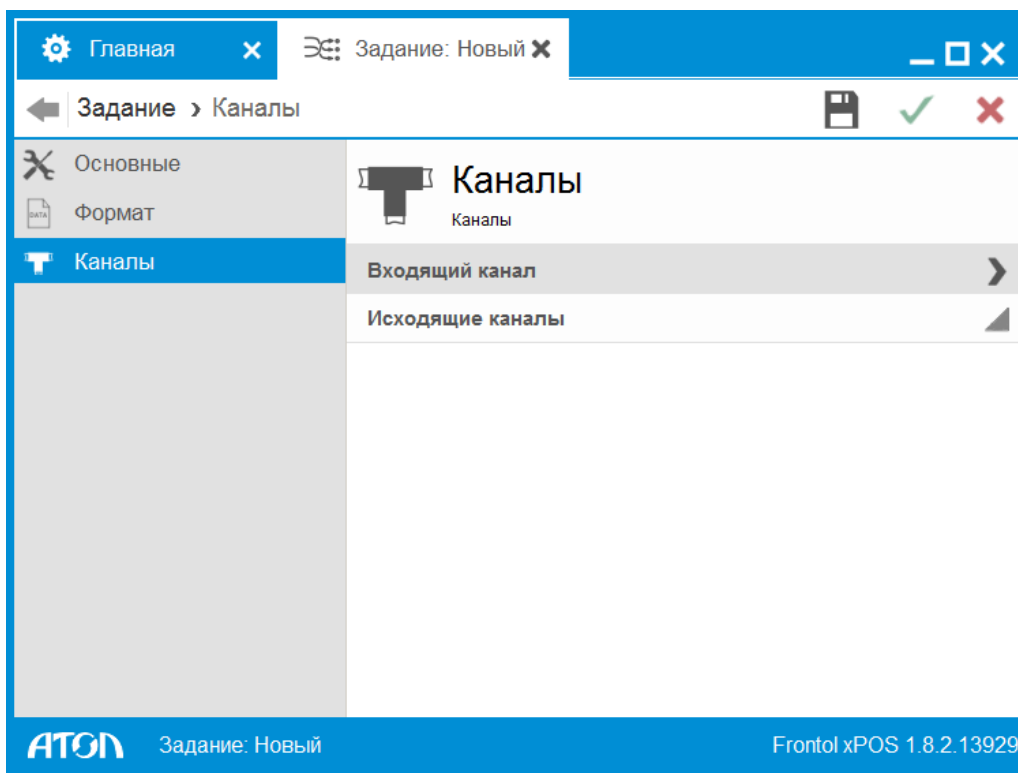 Главная
Задание: Новый
Задание › Каналы
Основные
DATA
Формат
Каналы
Каналы
Каналы
Входящий канал
Исходящие каналы
АТОЛ
Задание: Новый
Frontol xPOS 1.8.2.13929